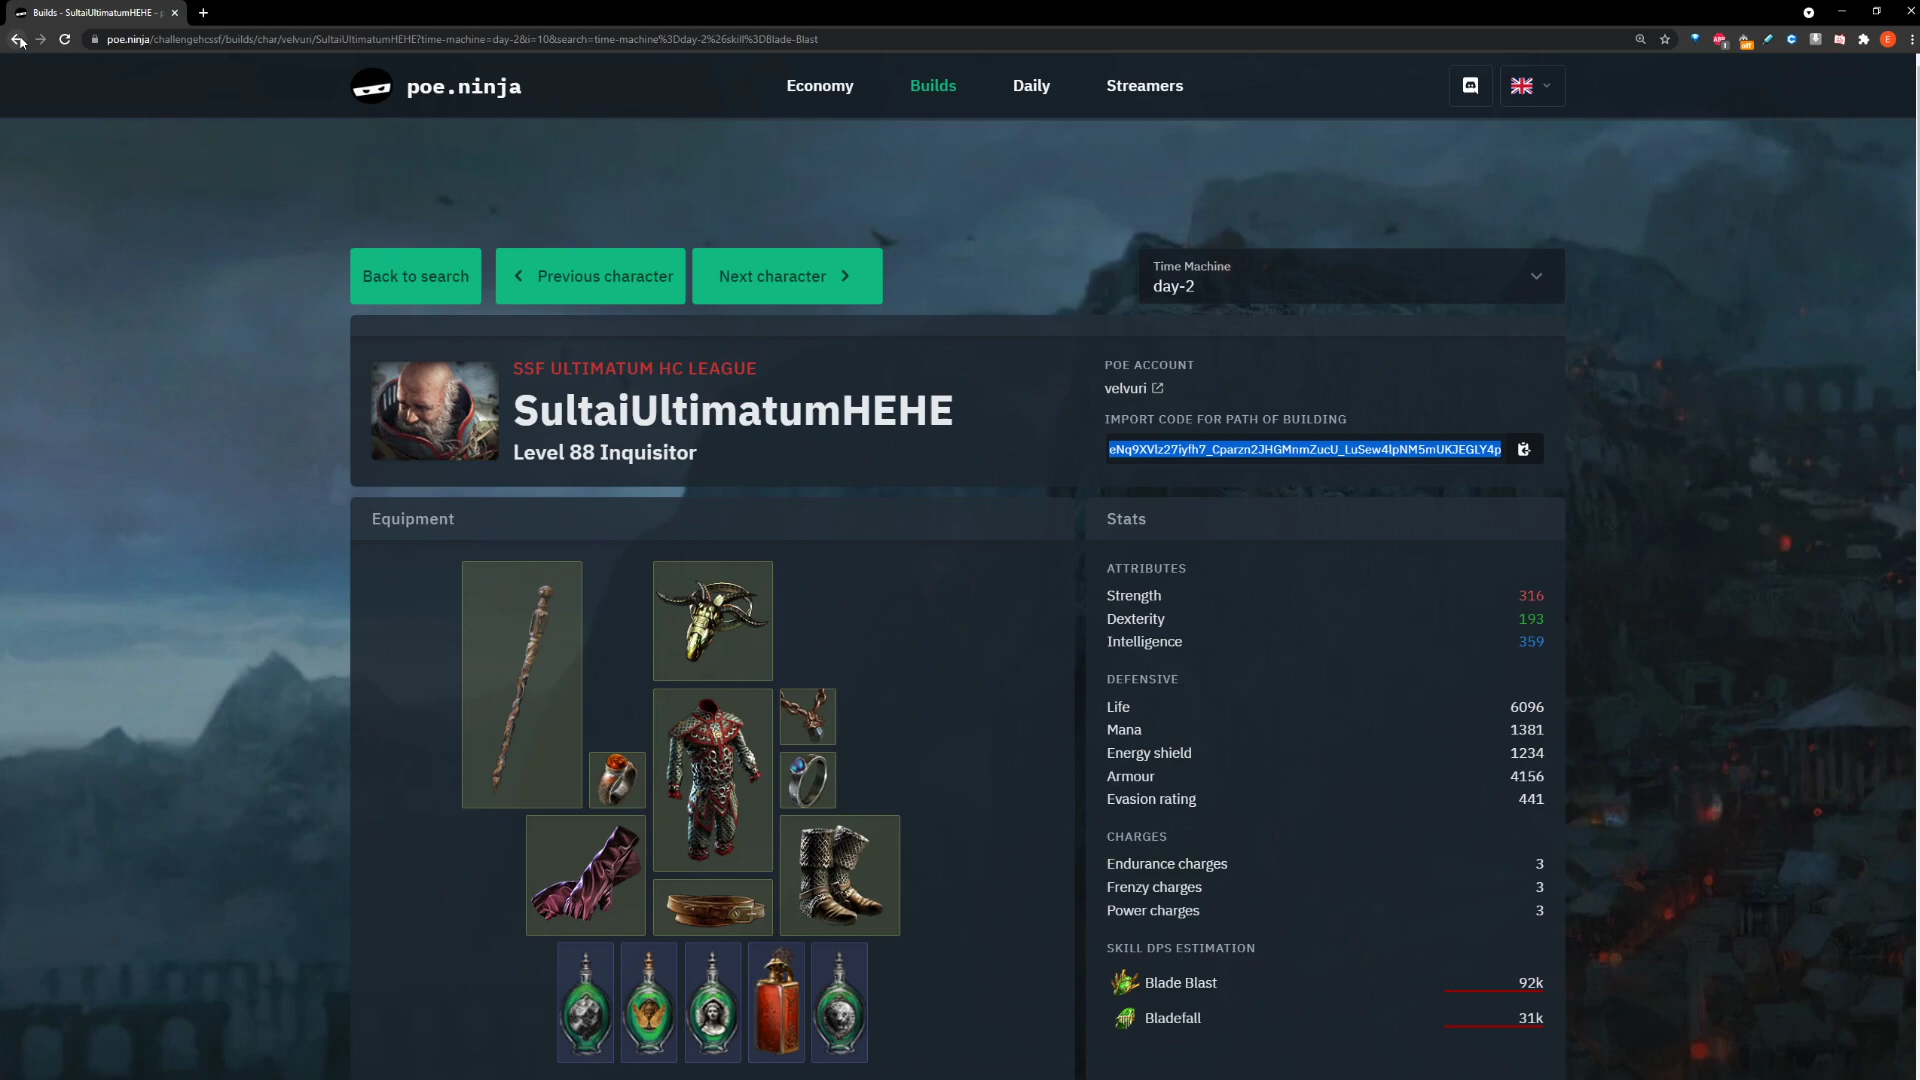 Builds - SultaiUltimatumHEHE - p
poe.ninja/challengehcssf/builds/char/velvuri/SultaiUltimatumHEHE?time-machine=day-2&i=10&search=time-machine%3Dday-2%26skill%3DBlade-Blast
poe.ninja
Economy
Builds
Daily
Streamers
Back to search
Previous character
Next character
Time Machine
day-2
SSF ULTIMATUM HC LEAGUE
SultaiUltimatumHEHE
Level 88 Inquisitor
POE ACCOUNT
velvuri
IMPORT CODE FOR PATH OF BUILDING
eNq9XVlz27iyfh7_Cparzn2JHGMnmZucU_LuSew4lpNM5mUKJEGLY4p
Equipment
Stats
ATTRIBUTES
Strength 316
Dexterity 193
Intelligence 359
DEFENSIVE
Life 6096
Mana 1381
Energy shield 1234
Armour 4156
Evasion rating 441
CHARGES
Endurance charges 3
Frenzy charges 3
Power charges 3
SKILL DPS ESTIMATION
Blade Blast 92k
Bladefall 31k